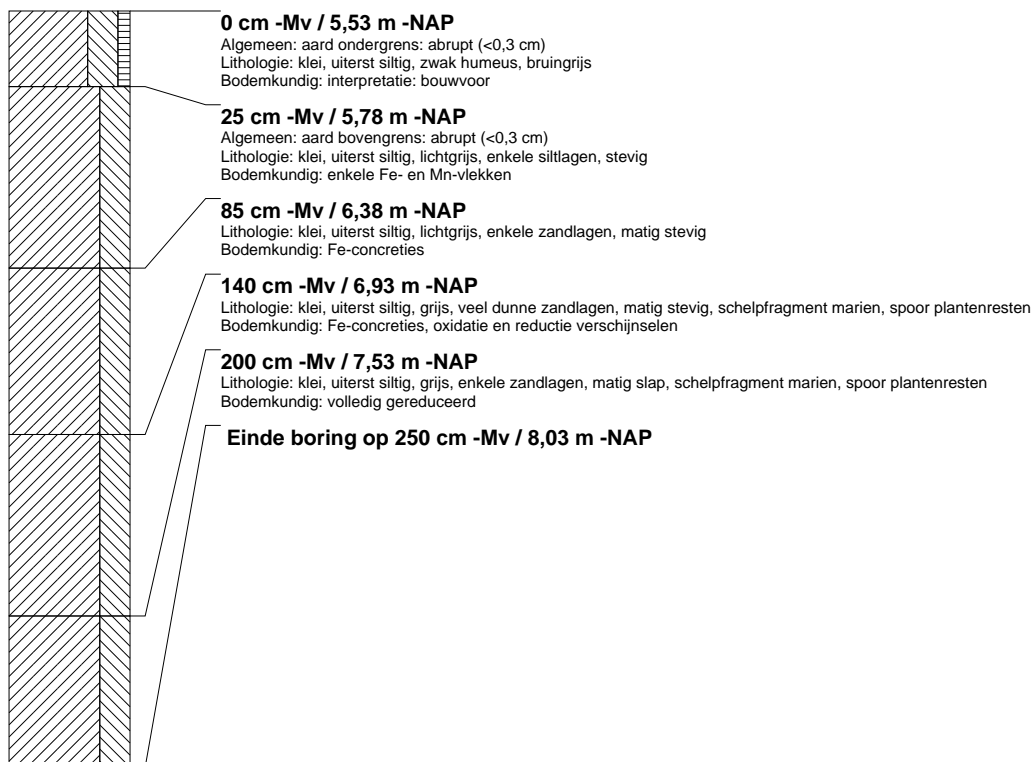 0 cm -Mv / 5,53 m -NAP
Algemeen: aard ondergrens: abrupt (<0,3 cm)
Lithologie: klei, uiterst siltig, zwak humeus, bruingrijs
Bodemkundig: interpretatie: bouwvoor
25 cm -Mv / 5,78 m -NAP
Algemeen: aard bovengrens: abrupt (<0,3 cm)
Lithologie: klei, uiterst siltig, lichtgrijs, enkele siltlagen, stevig
Bodemkundig: enkele Fe- en Mn-vlekken
85 cm -Mv / 6,38 m -NAP
Lithologie: klei, uiterst siltig, lichtgrijs, enkele zandlagen, matig stevig
Bodemkundig: Fe-concreties
140 cm -Mv / 6,93 m -NAP
Lithologie: klei, uiterst siltig, grijs, veel dunne zandlagen, matig stevig, schelpfragment marien, spoor plantenresten
Bodemkundig: Fe-concreties, oxidatie en reductie verschijnselen
200 cm -Mv / 7,53 m -NAP
Lithologie: klei, uiterst siltig, grijs, enkele zandlagen, matig slap, schelpfragment marien, spoor plantenresten
Bodemkundig: volledig gereduceerd
Einde boring op 250 cm -Mv / 8,03 m -NAP